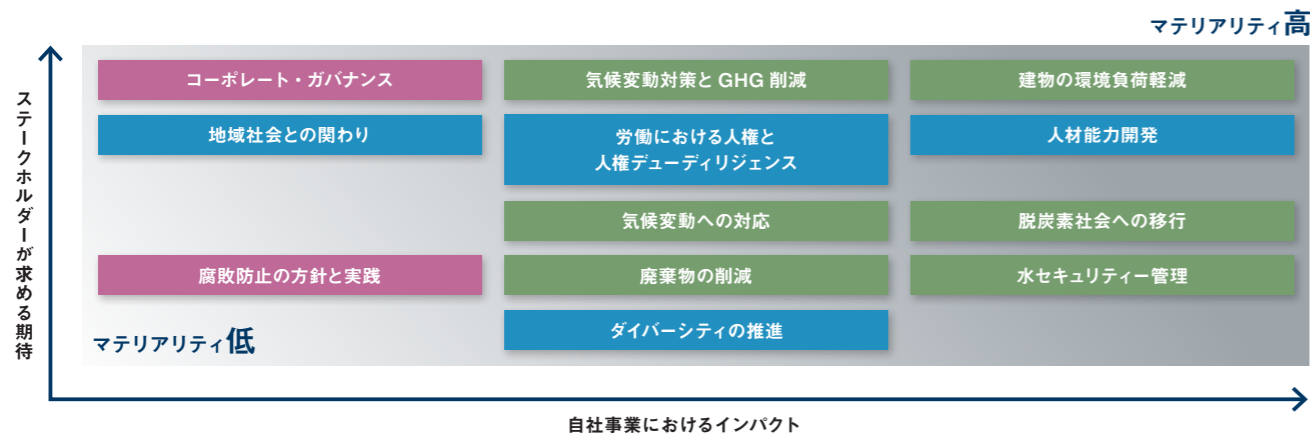 マテリアリティ高
ステークホルダーが求める期待
コーポレート・ガバナンス
気候変動対策と GHG 削減
建物の環境負荷軽減
地域社会との関わり
労働における人権と
人権デューディリジェンス
人材能力開発
気候変動への対応
脱炭素社会への移行
腐敗防止の方針と実践
廃棄物の削減
水セキュリティー管理
ダイバーシティの推進
マテリアリティ低
自社事業におけるインパクト